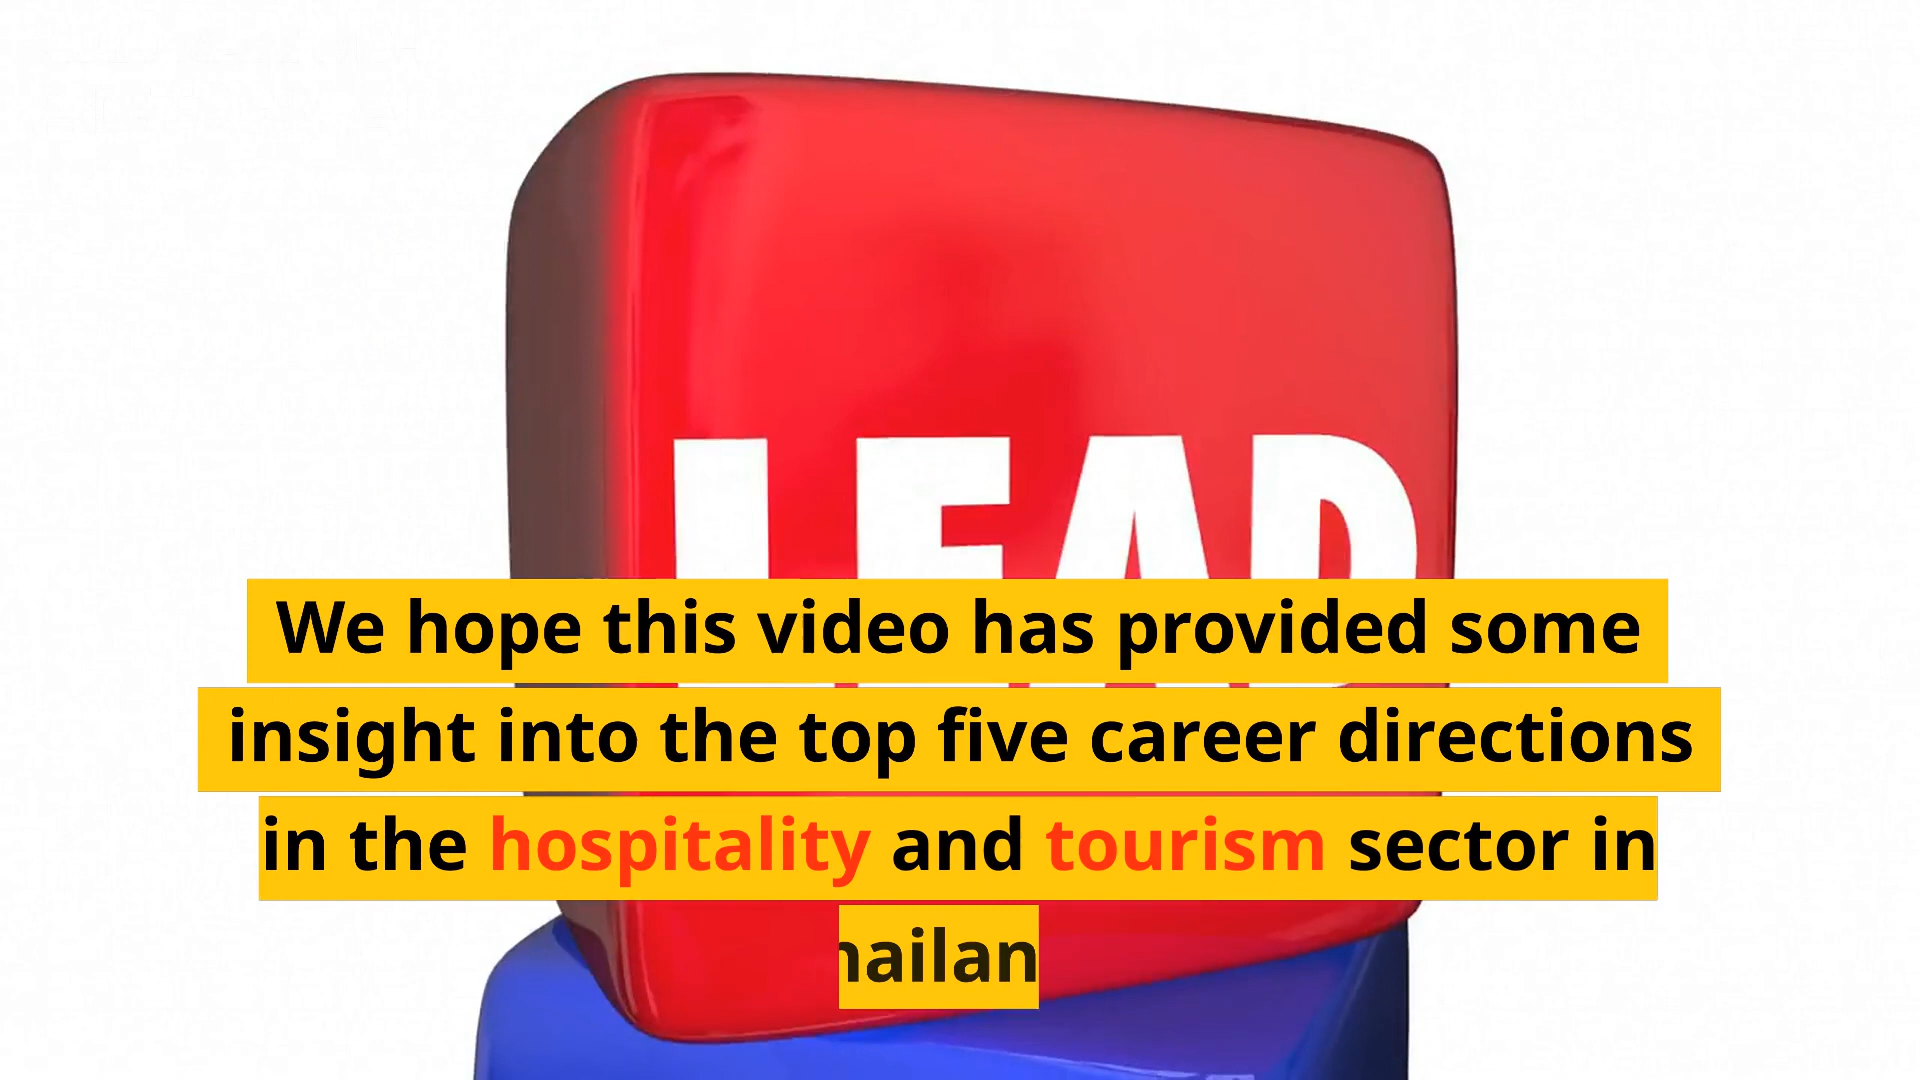 LEAD
We hope this video has provided some
insight into the top five career directions
in the hospitality and tourism sector in
hailan